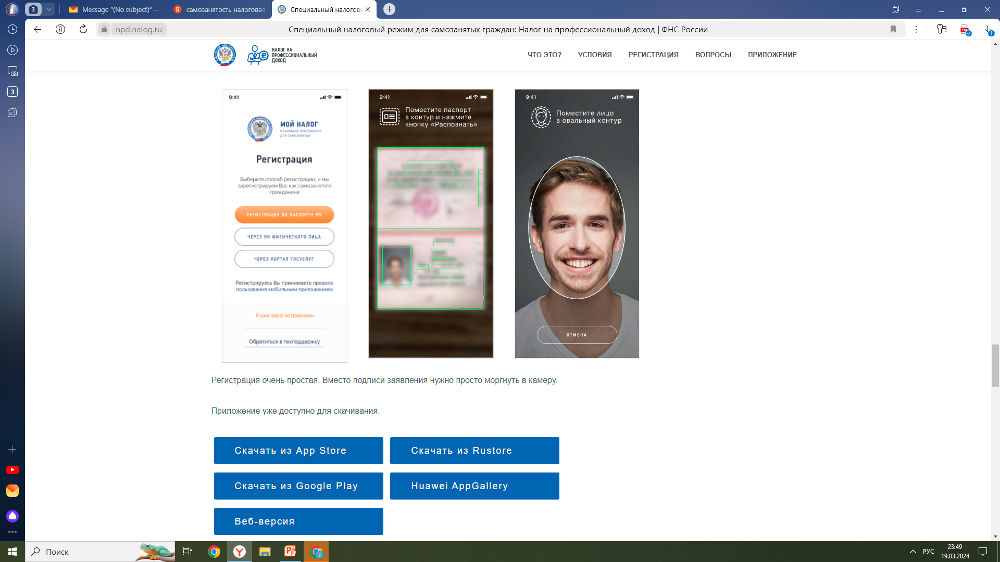 3
Message "(No subject)" —
самозанятость налоговая
Специальный налогов
npd.nalog.ru
Специальный налоговый режим для самозанятых граждан: Налог на профессиональный доход | ФНС России
1
3
НАЛОГ НА
ПРОФЕССИОНАЛЬНЫЙ
ДОХОД
ЧТО ЭТО?
УСЛОВИЯ
РЕГИСТРАЦИЯ
ВОПРОСЫ
ПРИЛОЖЕНИЕ
9:41
МОЙ НАЛОГ
МОБИЛЬНОЕ ПРИЛОЖЕНИЕ
ДЛЯ САМОЗАНЯТЫХ
Регистрация
Выберите способ регистрации, и мы
зарегистрируем Вас как самозанятого
гражданина
РЕГИСТРАЦИЯ ПО ПАСПОРТУ РФ
ЧЕРЕЗ ЛК ФИЗИЧЕСКОГО ЛИЦА
ЧЕРЕЗ ПОРТАЛ ГОСУСЛУГ
Регистрируясь Вы принимаете правила
пользования мобильным приложением
Я уже зарегистрирован
Обратиться в техподдержку
9:41
Поместите паспорт
в контур и нажмите
кнопку «Распознать»
9:41
Поместите лицо
в овальный контур
ОТМЕНА
Регистрация очень простая. Вместо подписи заявления нужно просто моргнуть в камеру.
Приложение уже доступно для скачивания.
Скачать из App Store
Скачать из Rustore
Скачать из Google Play
Huawei AppGallery
Веб-версия
Поиск
РУС
23:49
19.03.2024